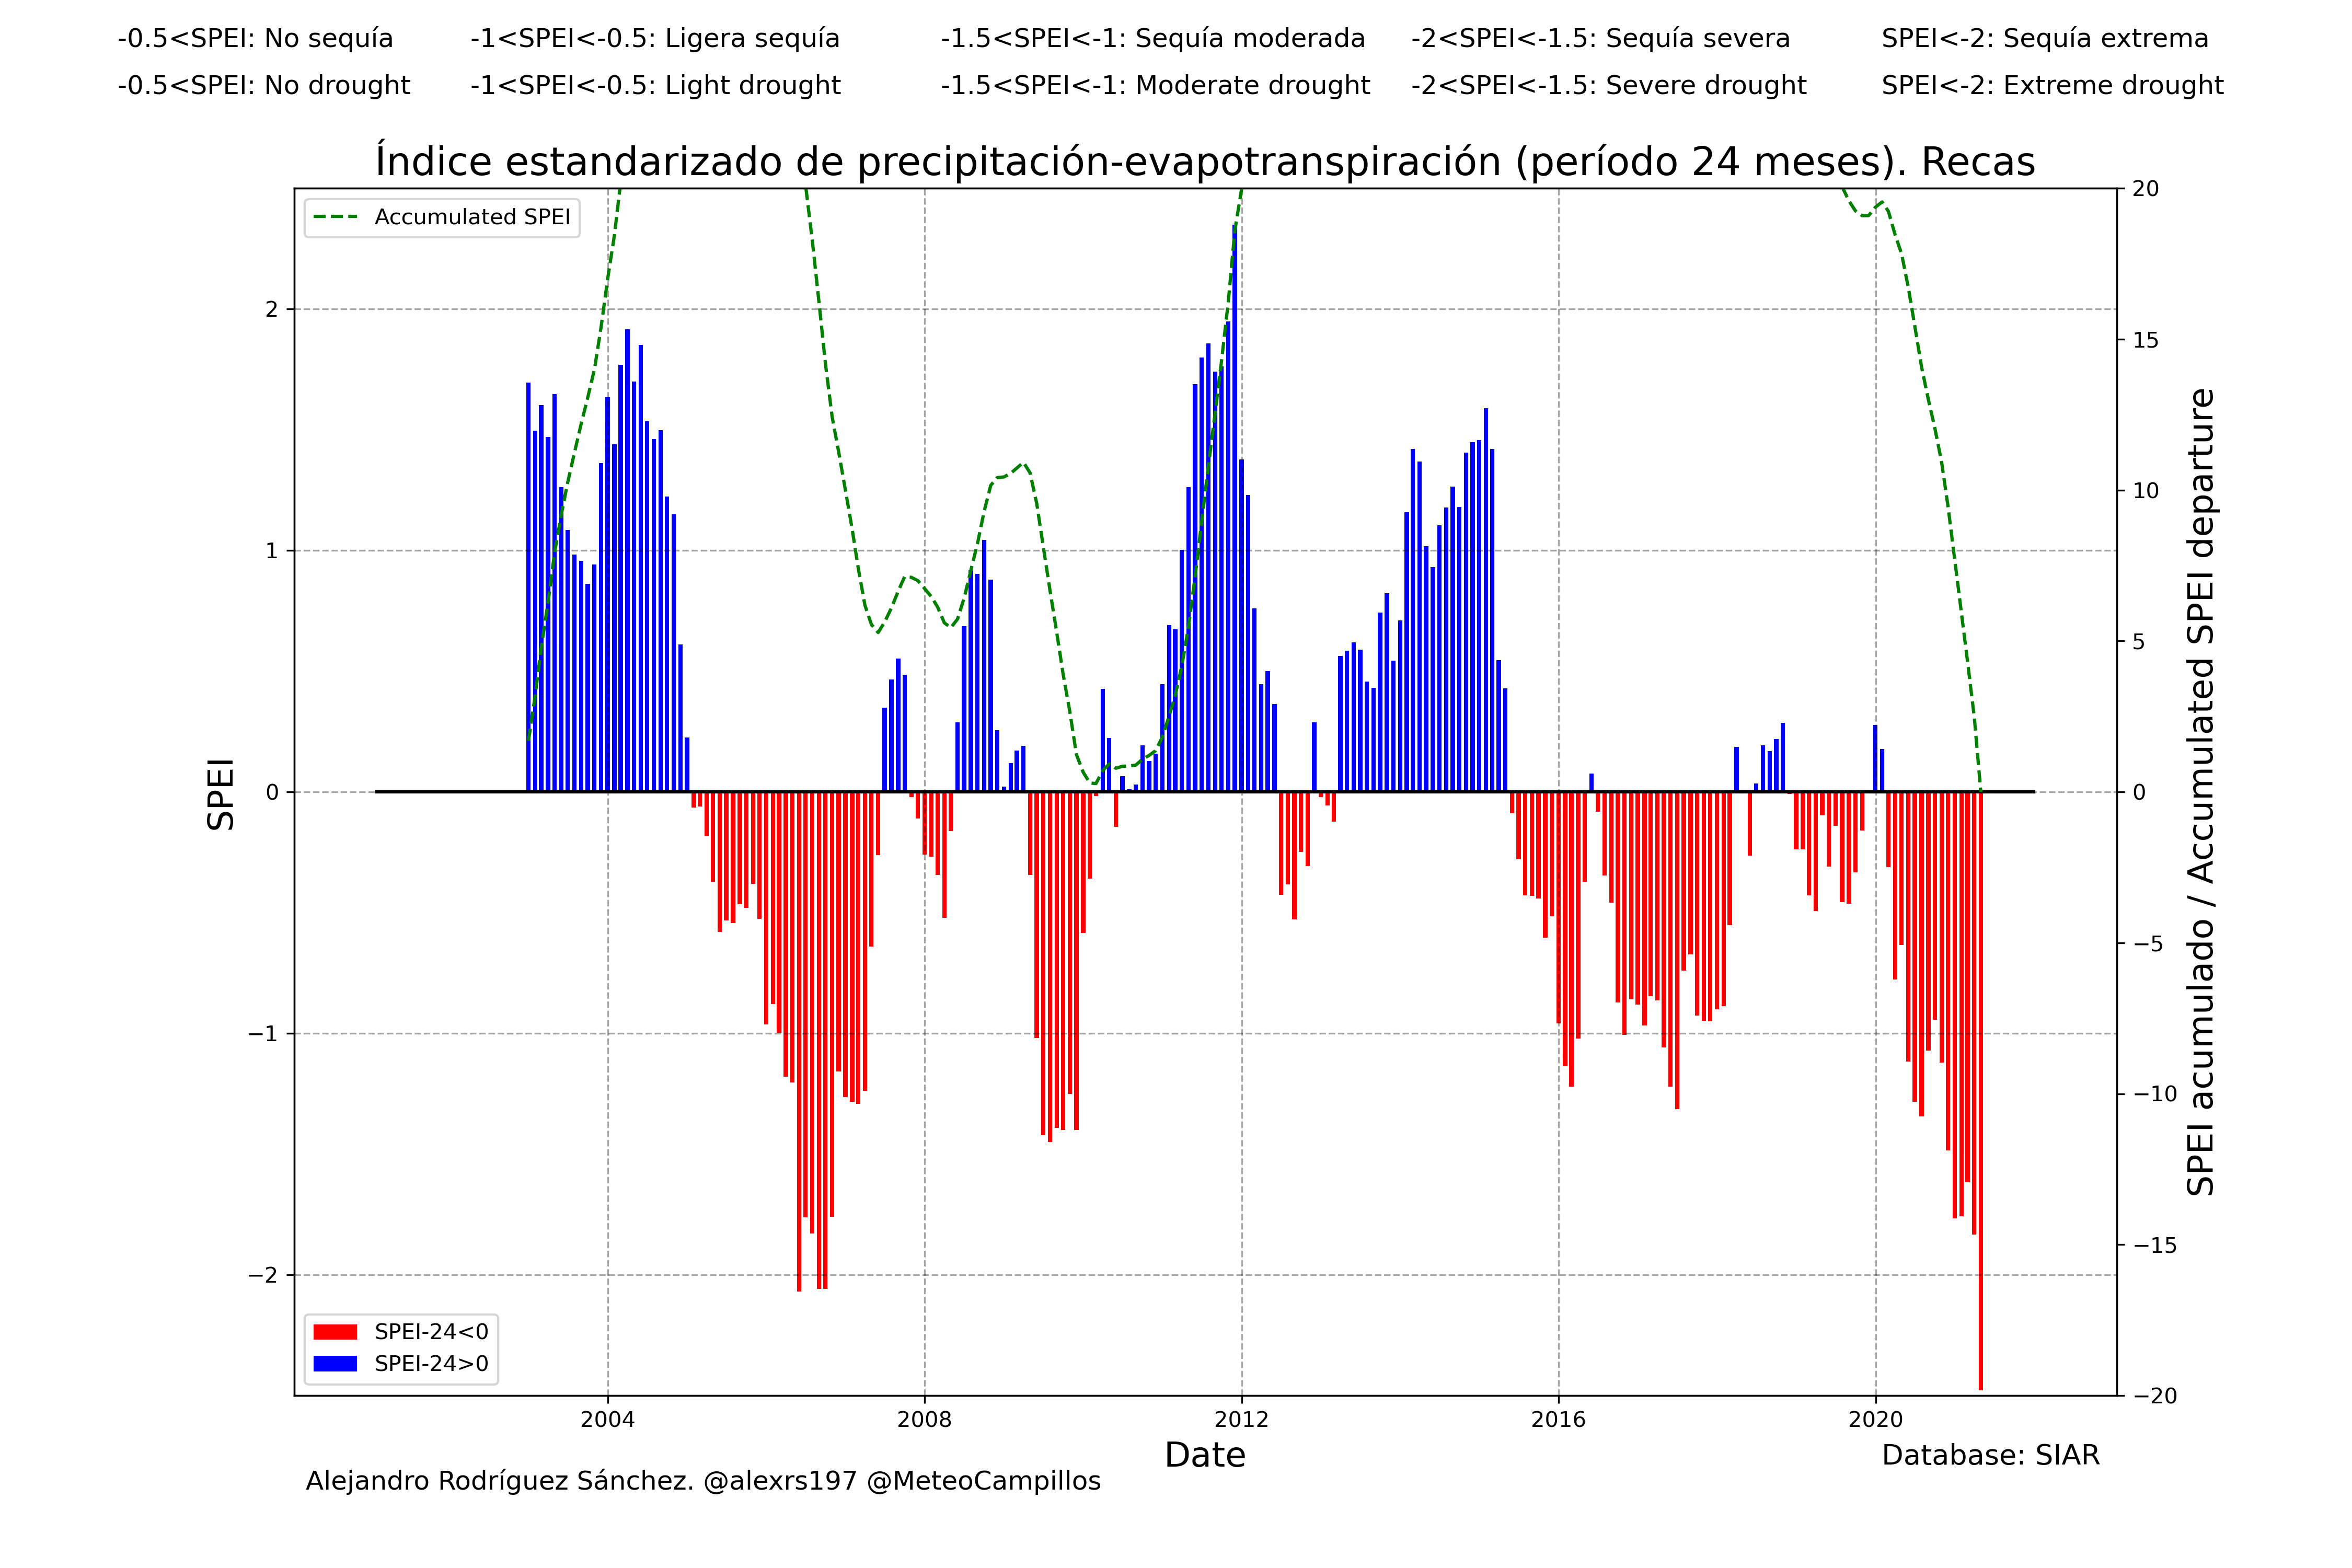 -0.5<SPEI: No sequía -1<SPEI<-0.5: Ligera sequía -1.5<SPEI<-1: Sequía moderada -2<SPEI<-1.5: Sequía severa SPEI<-2: Sequía extrema
-0.5<SPEI: No drought -1<SPEI<-0.5: Light drought -1.5<SPEI<-1: Moderate drought -2<SPEI<-1.5: Severe drought SPEI<-2: Extreme drought
Índice estandarizado de precipitación-evapotranspiración (período 24 meses). Recas
Accumulated SPEI
SPEI
2
1
0
−1
−2
20
15
10
5
0
−5
−10
−15
−20
SPEI acumulado / Accumulated SPEI departure
SPEI-24<0
SPEI-24>0
2004 2008 2012 2016 2020
Date
Database: SIAR
Alejandro Rodríguez Sánchez. @alexrs197 @MeteoCampillos